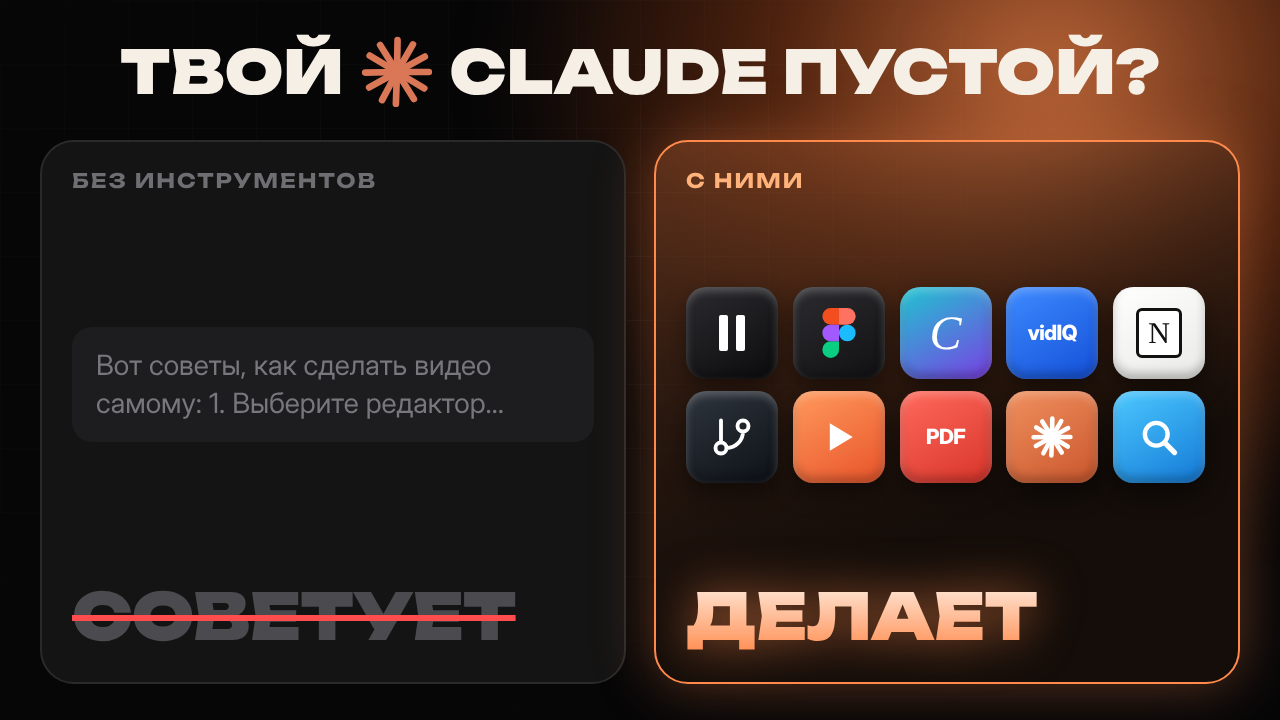 ТВОЙ CLAUDE ПУСТОЙ?
БЕЗ ИНСТРУМЕНТОВ
Вот советы, как сделать видео
самому: 1. Выберите редактор...
СОВЕТУЕТ
С НИМИ
C
vidIQ
N
PDF
ДЕЛАЕТ